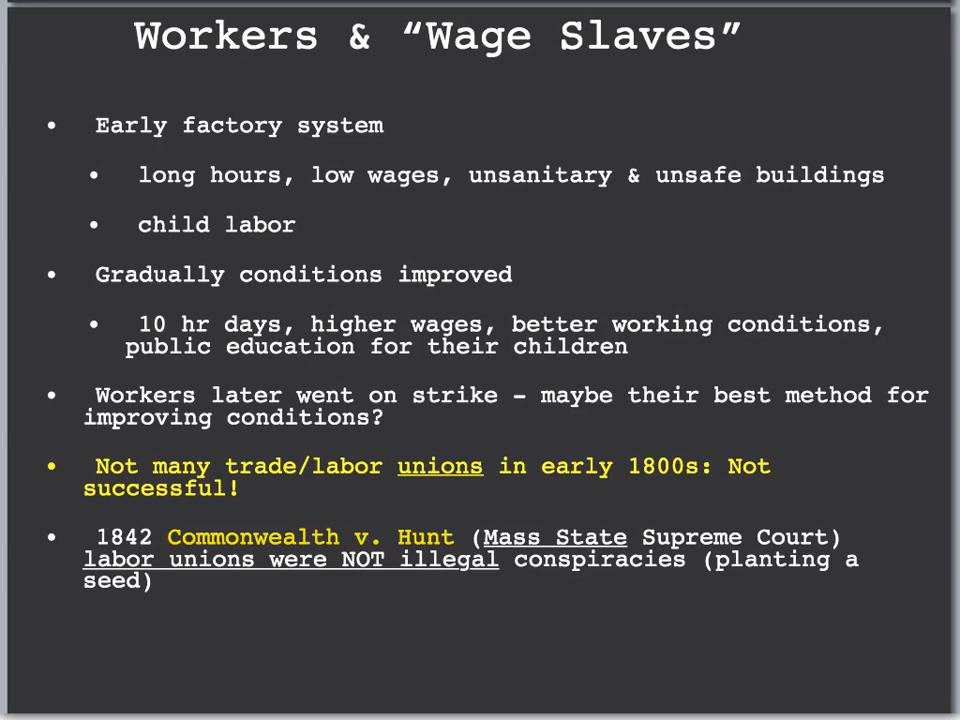 Workers & “Wage Slaves”
• Early factory system
• long hours, low wages, unsanitary & unsafe buildings
• child labor
• Gradually conditions improved
• 10 hr days, higher wages, better working conditions,
public education for their children
• Workers later went on strike – maybe their best method for
improving conditions?
• Not many trade/labor unions in early 1800s: Not
successful!
• 1842 Commonwealth v. Hunt (Mass State Supreme Court)
labor unions were NOT illegal conspiracies (planting a
seed)